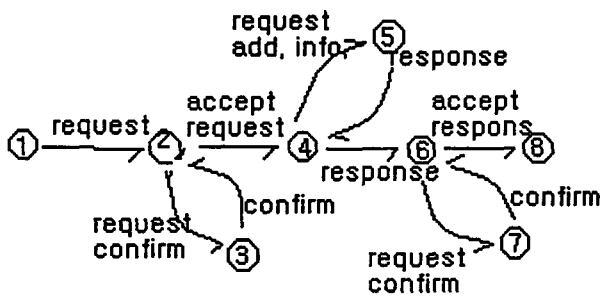 request
add, info,
5
response
accept
request
accept
respons
1
request
2
4
6
8
response
request
confirm
confirm
3
confirm
7
request
confirm